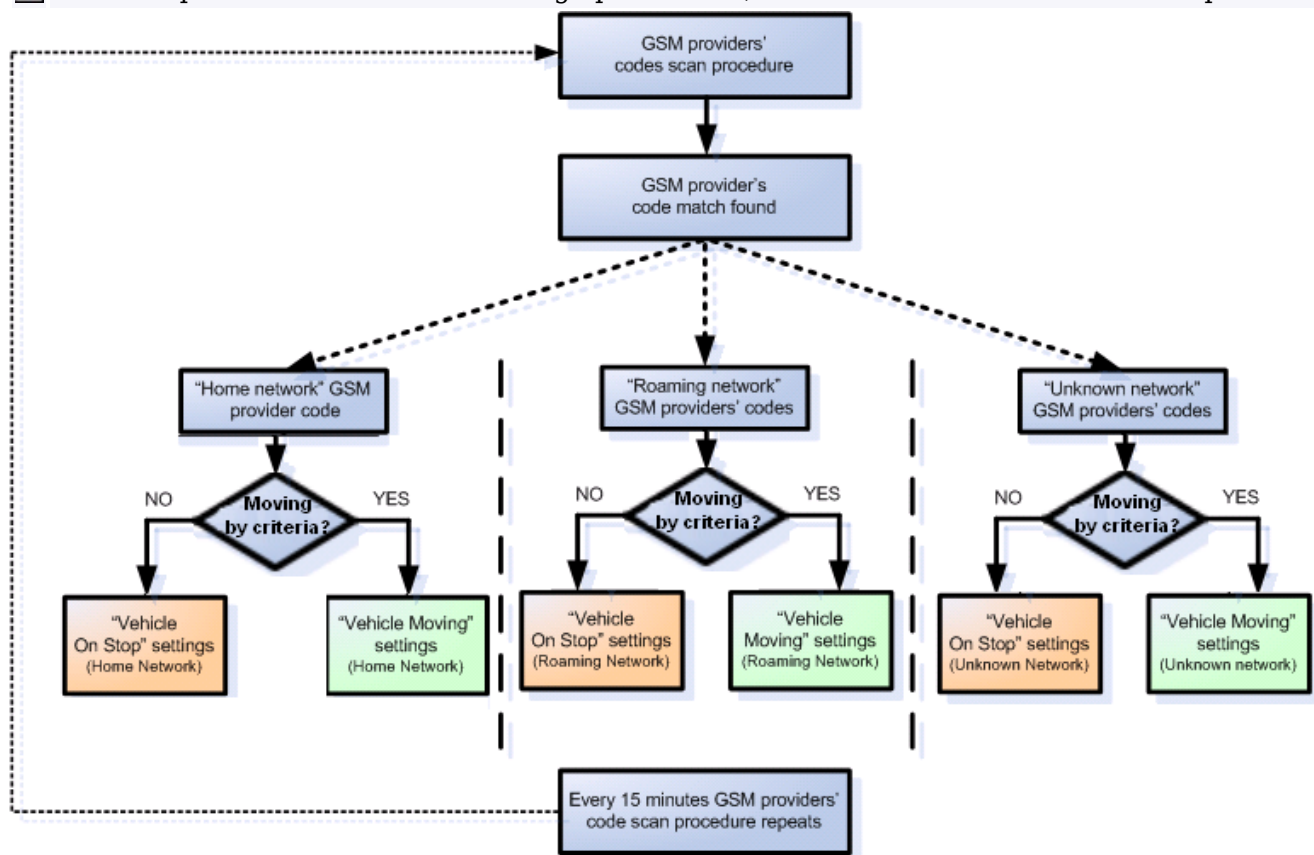 GSM providers'
codes scan procedure
GSM provider's
code match found
"Home network" GSM
provider code
"Roaming network"
GSM providers' codes
"Unknown network"
GSM providers' codes
NO
Moving
by criteria?
YES
NO
Moving
by criteria?
YES
NO
Moving
by criteria?
YES
"Vehicle
On Stop" settings
(Home Network)
"Vehicle Moving"
settings
(Home Network)
"Vehicle
On Stop" settings
(Roaming Network)
"Vehicle
Moving" settings
(Roaming Network)
"Vehicle
On Stop" settings
(Unknown Network)
"Vehicle Moving"
settings
(Unknown network)
Every 15 minutes GSM providers'
code scan procedure repeats